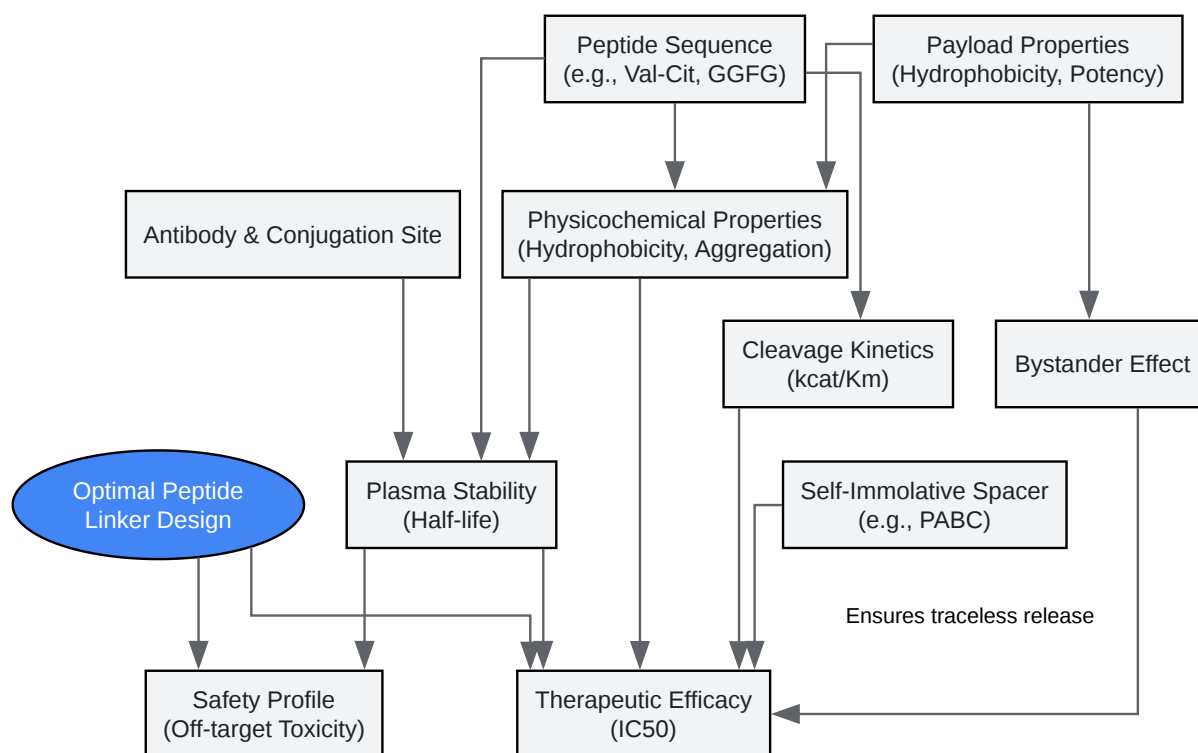 Peptide Sequence
(e.g., Val-Cit, GGFG)
Payload Properties
(Hydrophobicity, Potency)
Antibody & Conjugation Site
Physicochemical Properties
(Hydrophobicity, Aggregation)
Cleavage Kinetics
(kcat/Km)
Bystander Effect
Optimal Peptide
Linker Design
Plasma Stability
(Half-life)
Self-Immolative Spacer
(e.g., PABC)
Ensures traceless release
Safety Profile
(Off-target Toxicity)
Therapeutic Efficacy
(IC50)